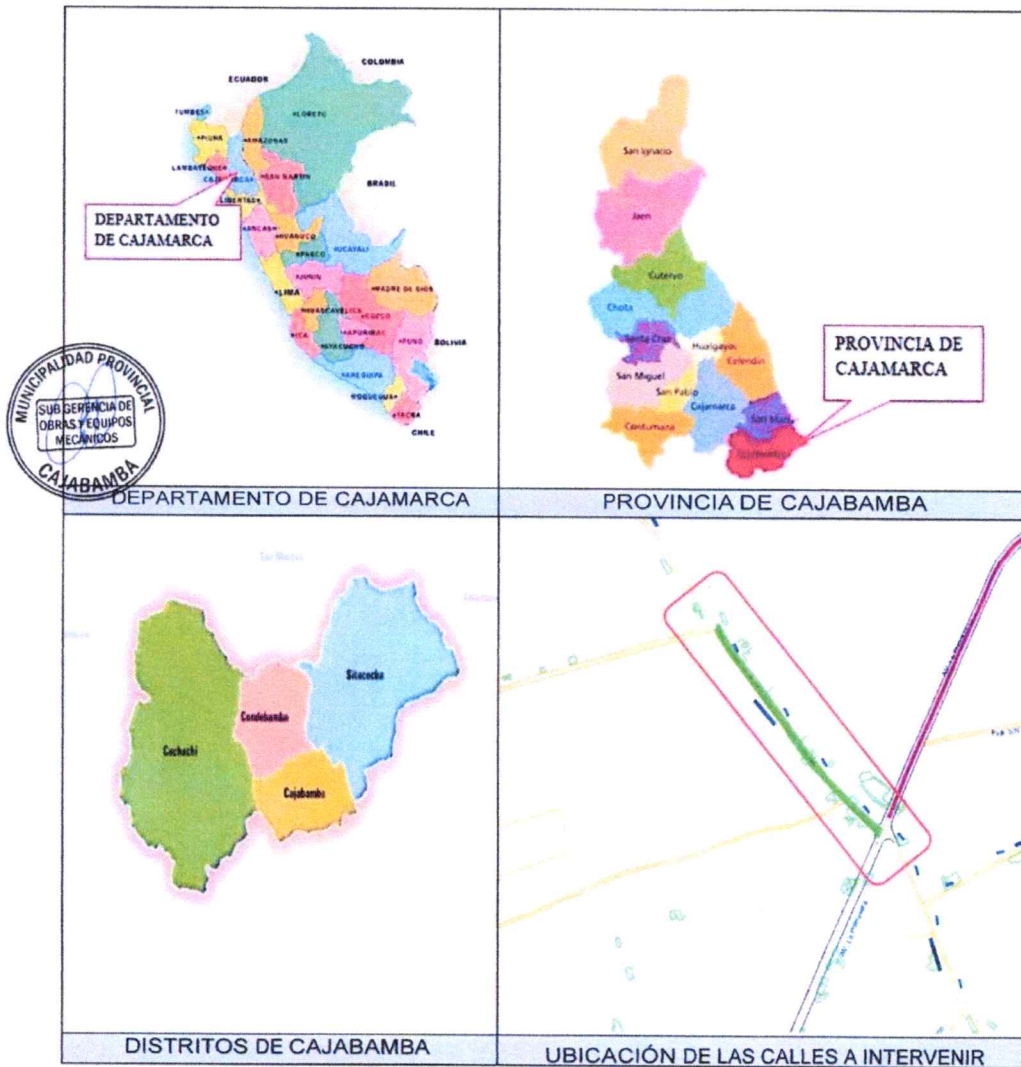 COLOMBIA
ECUADOR
TUMBES
LORETO
PIURA
AMAZONAS
LAMBAYEQUE
SAN MARTIN
BRASIL
LIBERTAD
DEPARTAMENTO
DE CAJAMARCA
ANCASH
HUANUCO
UCAYALI
PASCO
JUNIN
LIMA
MADRE DE DIOS
HUANCAVELICA
CUSCO
ICA
APURIMAC
PUNO
AYACUCHO
BOLIVIA
AREQUIPA
MOQUEGUA
TACNA
CHILE
MUNICIPALIDAD PROVINCIAL
SUB GERENCIA DE
OBRAS Y EQUIPOS
MECÁNICOS
CAJABAMBA
DEPARTAMENTO DE CAJAMARCA
San Ignacio
Jaen
Cutervo
Chota
Santa Cruz
Hualgayoc
Celendin
San Miguel
San Pablo
Cajamarca
San Marcos
Contumaza
PROVINCIA DE
CAJAMARCA
PROVINCIA DE CAJABAMBA
Sitacocha
Condebamba
Cachachi
Cajabamba
DISTRITOS DE CAJABAMBA
UBICACIÓN DE LAS CALLES A INTERVENIR